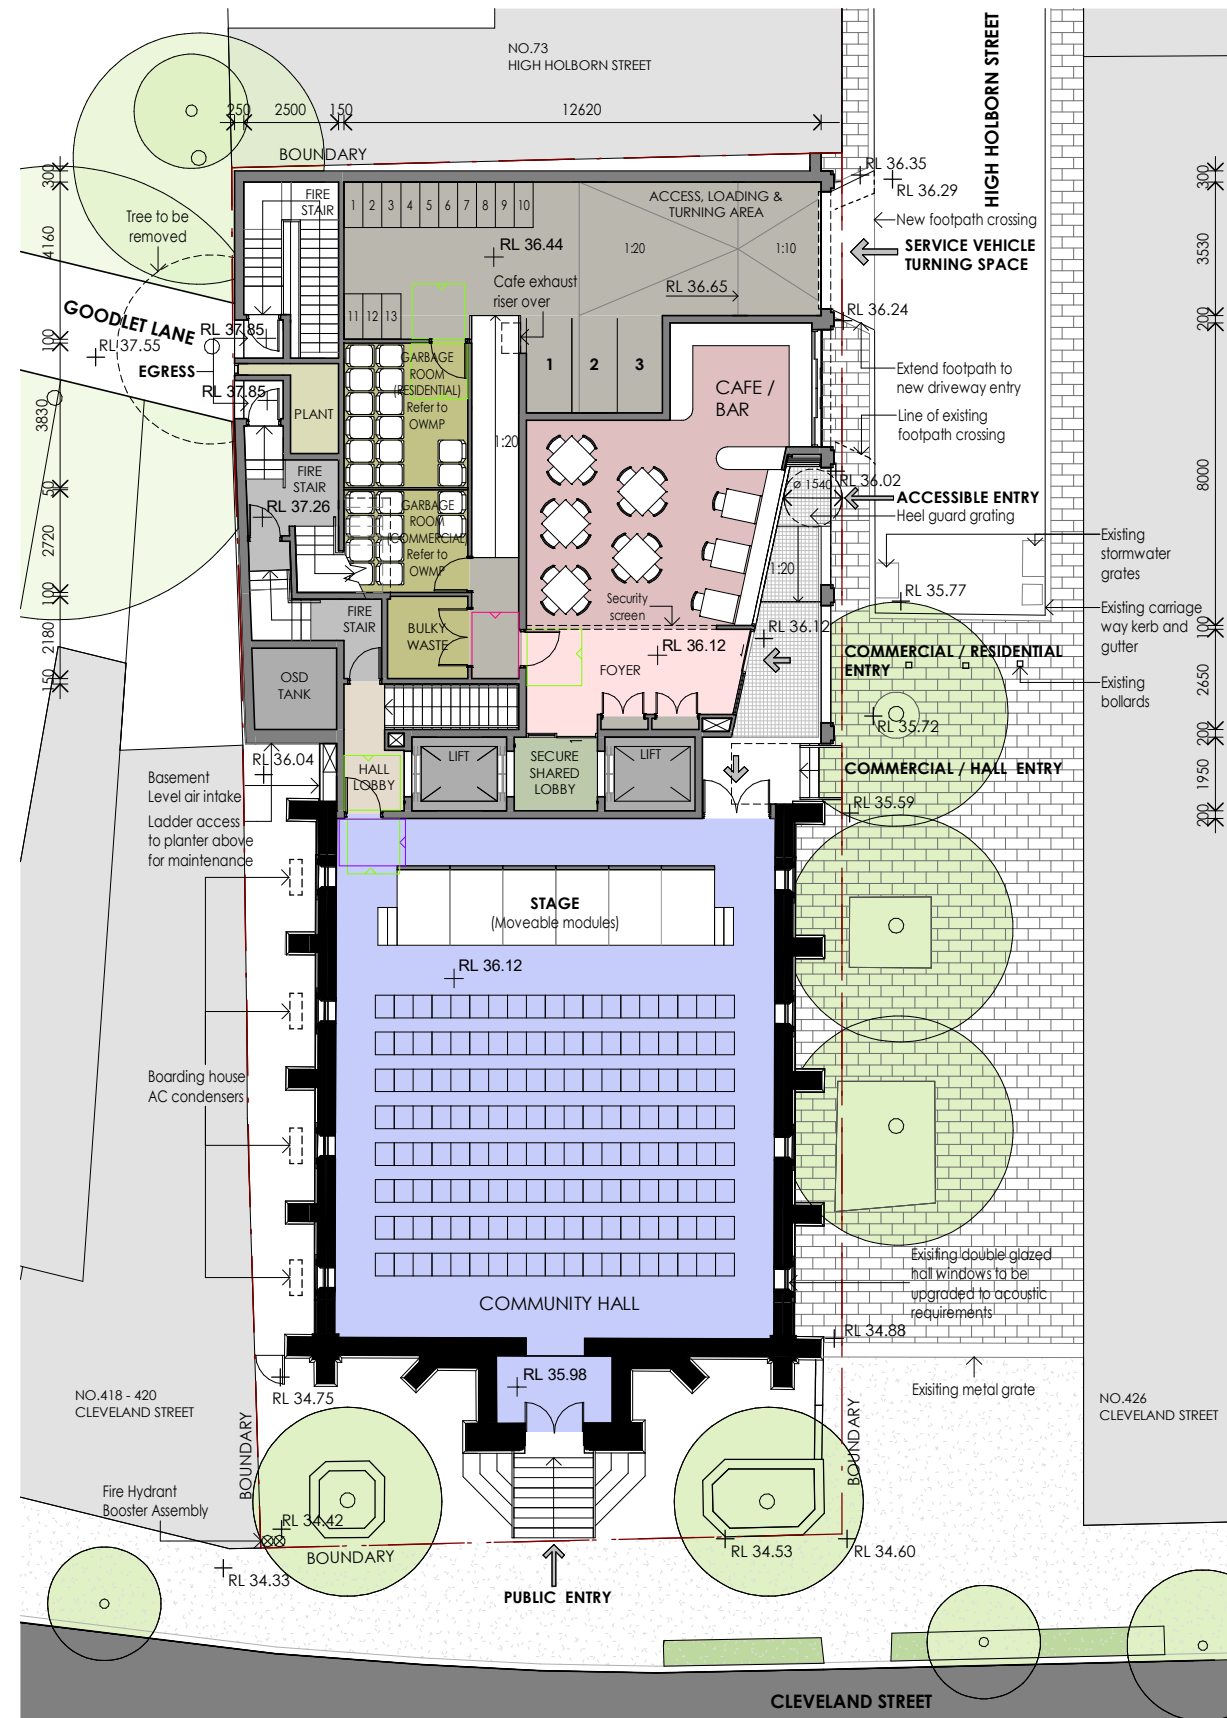 NO.73
HIGH HOLBORN STREET
HIGH HOLBORN STREET
250
2500
150
12620
BOUNDARY
300
4160
100
3830
50
2720
100
2180
150
300
3530
200
8000
100
2650
200
1950
200
Tree to be
removed
FIRE
STAIR
1 2 3 4 5 6 7 8 9 10
ACCESS, LOADING &
TURNING AREA
RL 36.44
1:20
1:10
Cafe exhaust
riser over
RL 36.65
RL 36.35
RL 36.29
New footpath crossing
SERVICE VEHICLE
TURNING SPACE
RL 36.24
GOODLET LANE
RL 37.55
RL 37.85
EGRESS
RL 37.85
11 12 13
GARBAGE
ROOM
(RESIDENTIAL)
Refer to
OWMP
1 2 3
CAFE /
BAR
Extend footpath to
new driveway entry
Line of existing
footpath crossing
PLANT
1:20
FIRE
STAIR
RL 37.26
GARBAGE
ROOM
(COMMERCIAL)
Refer to
OWMP
ø 1540
RL 36.02
ACCESSIBLE ENTRY
Heel guard grating
Existing
stormwater
grates
1:20
RL 35.77
Security
screen
Existing carriage
way kerb and
gutter
FIRE
STAIR
BULKY
WASTE
RL 36.12
RL 36.12
FOYER
COMMERCIAL / RESIDENTIAL
ENTRY
Existing
bollards
OSD
TANK
RL 35.72
RL 36.04
HALL
LOBBY
LIFT
SECURE
SHARED
LOBBY
LIFT
COMMERCIAL / HALL ENTRY
Basement
Level air intake
RL 35.59
Ladder access
to planter above
for maintenance
STAGE
(Moveable modules)
RL 36.12
Boarding house
AC condensers
Exisiting double glazed
hall windows to be
upgraded to acoustic
requirements
COMMUNITY HALL
RL 34.88
RL 35.98
RL 34.75
Exisiting metal grate
NO.418 - 420
CLEVELAND STREET
NO.426
CLEVELAND STREET
BOUNDARY
BOUNDARY
Fire Hydrant
Booster Assembly
RL 34.42
BOUNDARY
RL 34.53
RL 34.60
RL 34.33
PUBLIC ENTRY
CLEVELAND STREET